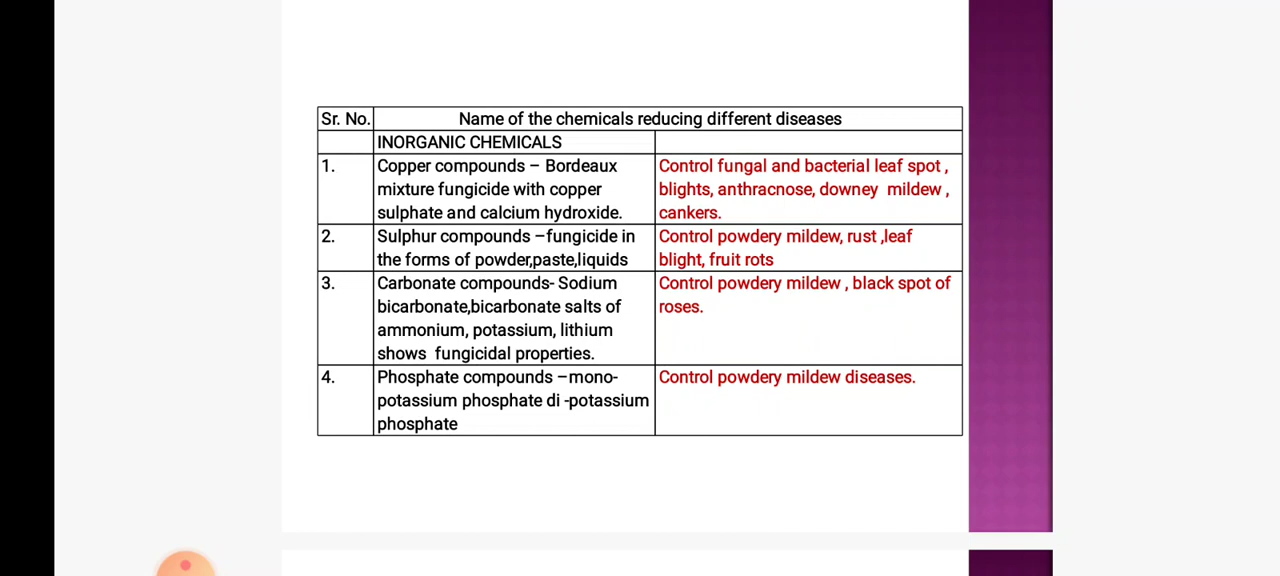 Sr. No. Name of the chemicals reducing different diseases
INORGANIC CHEMICALS
1. Copper compounds – Bordeaux
mixture fungicide with copper
sulphate and calcium hydroxide.
Control fungal and bacterial leaf spot ,
blights, anthracnose, downey mildew ,
cankers.
2. Sulphur compounds –fungicide in
the forms of powder,paste,liquids
Control powdery mildew, rust ,leaf
blight, fruit rots
3. Carbonate compounds- Sodium
bicarbonate,bicarbonate salts of
ammonium, potassium, lithium
shows fungicidal properties.
Control powdery mildew , black spot of
roses.
4. Phosphate compounds –mono-
potassium phosphate di -potassium
phosphate
Control powdery mildew diseases.